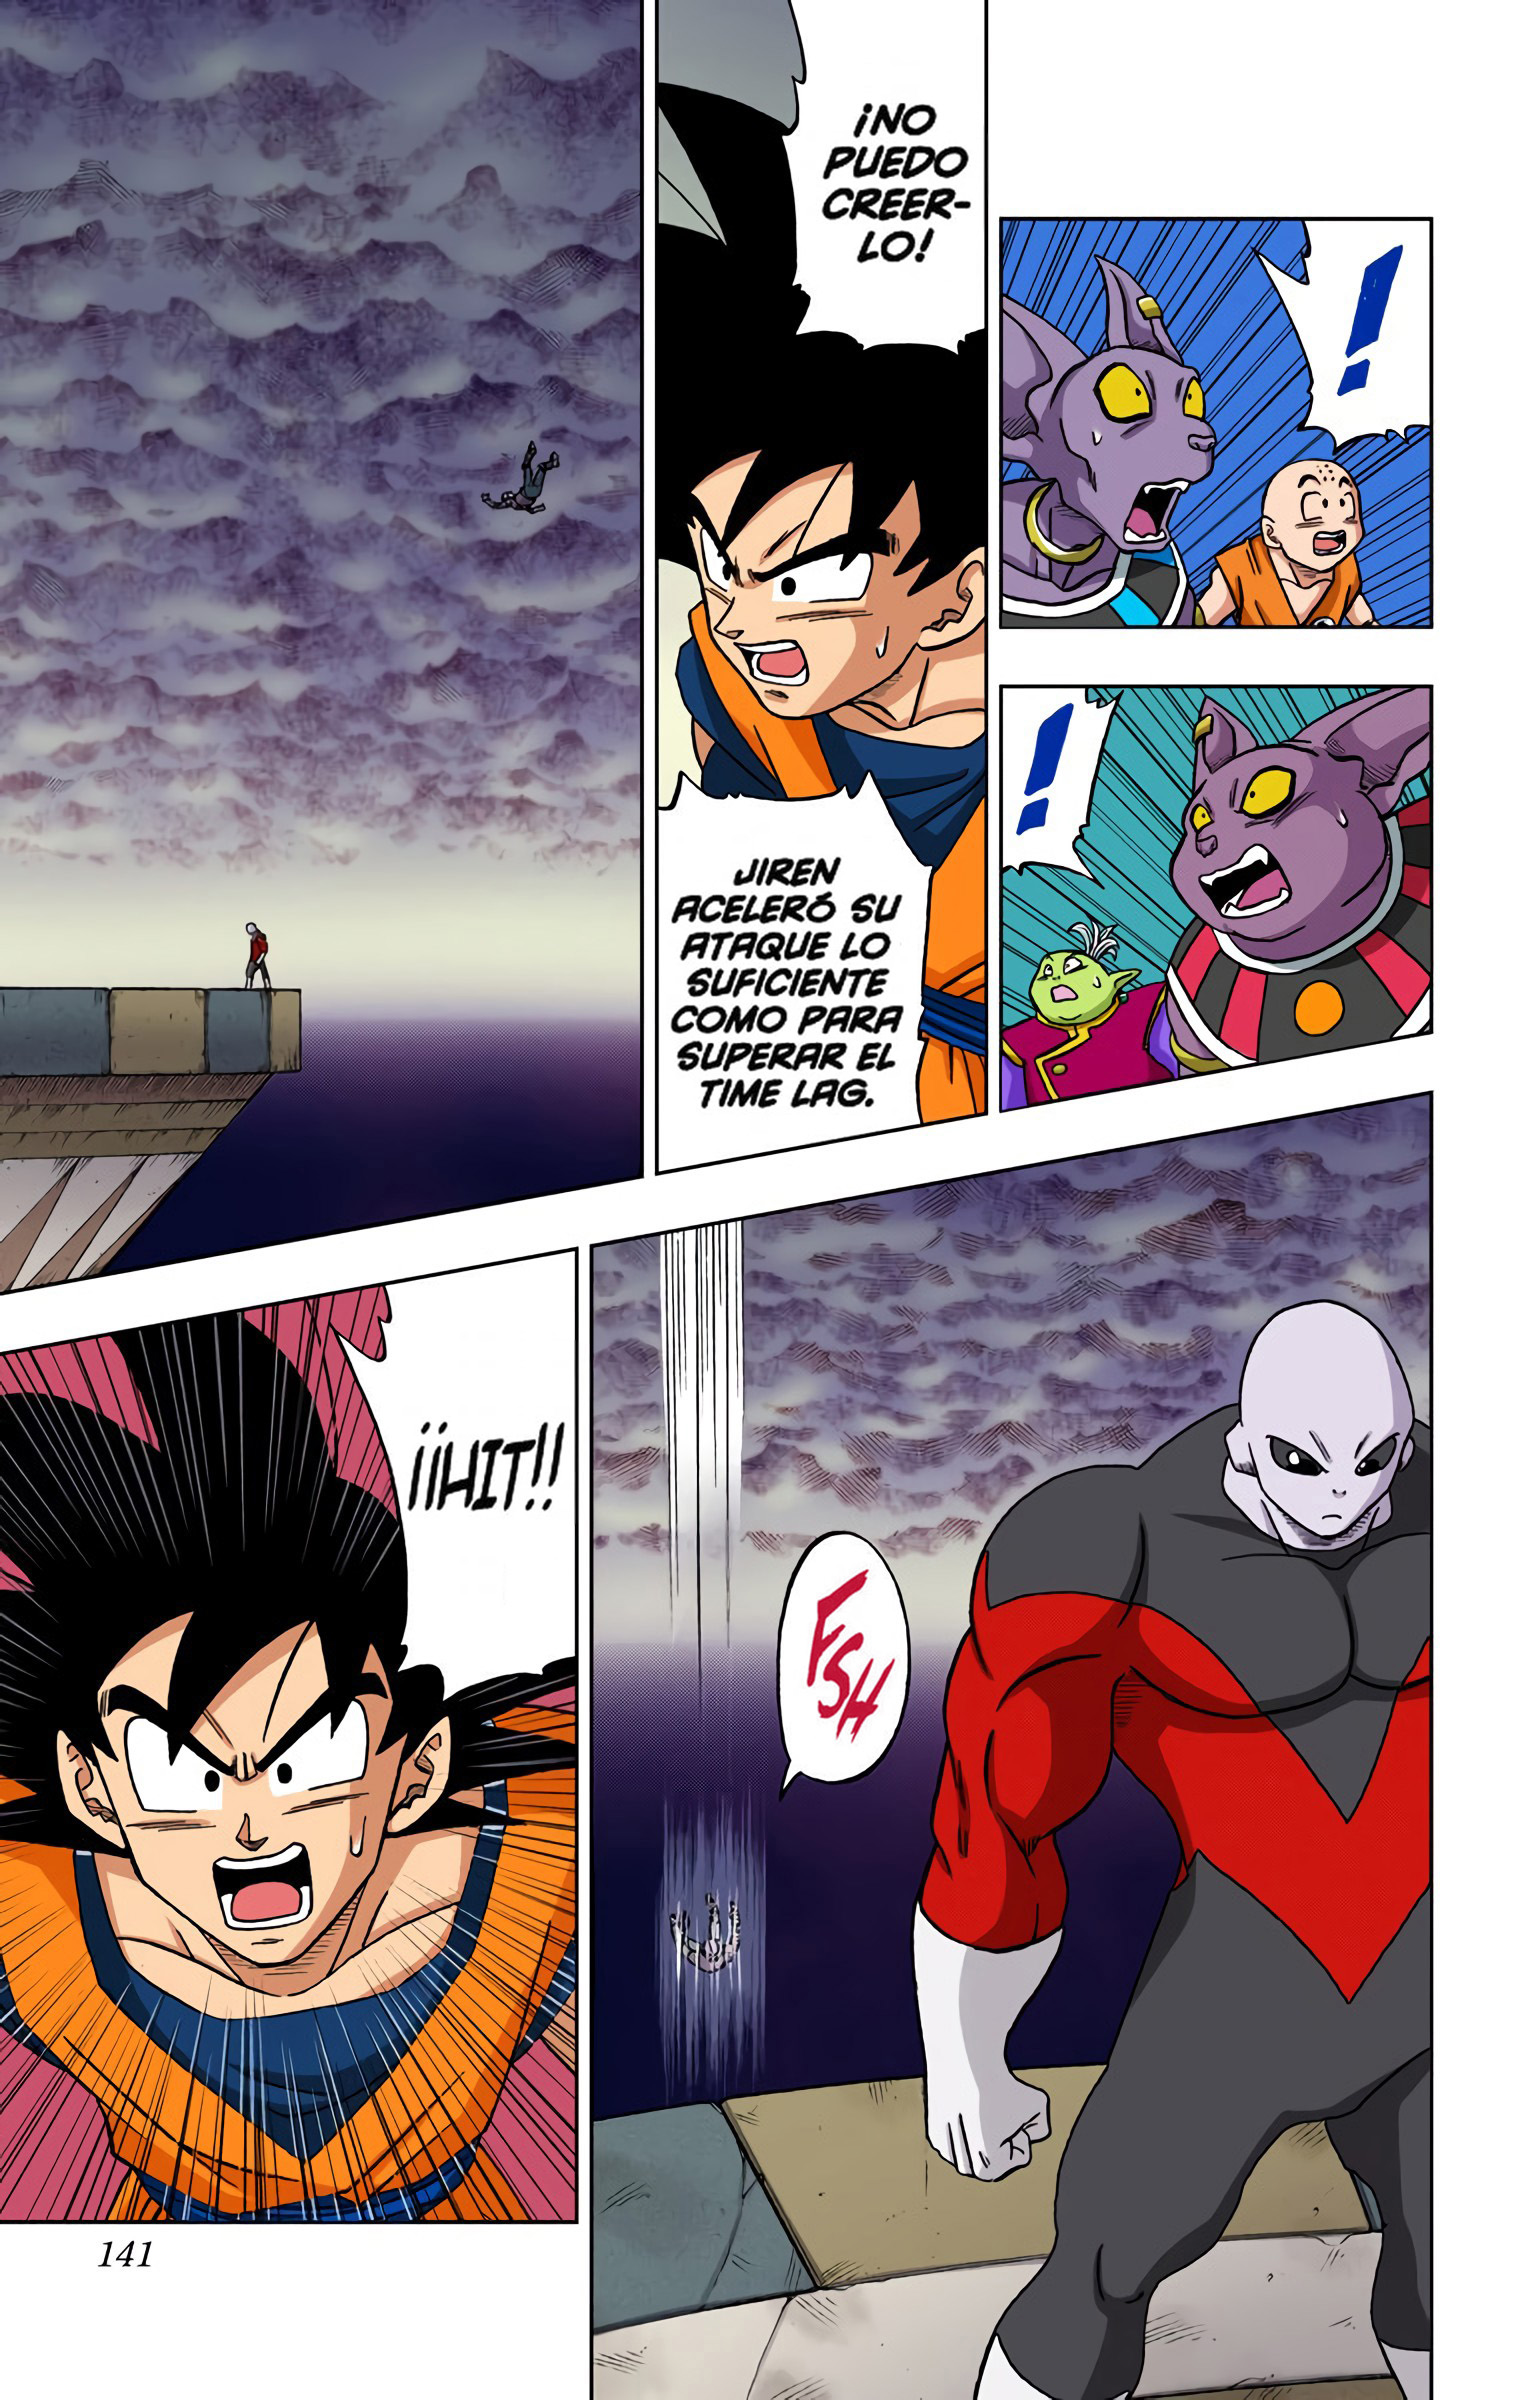 !
!
¡NO
PUEDO
CREER-
LO!
JIREN
ACELERÓ SU
ATAQUE LO
SUFICIENTE
COMO PARA
SUPERAR EL
TIME LAG.
FSH
¡¡HIT!!
141